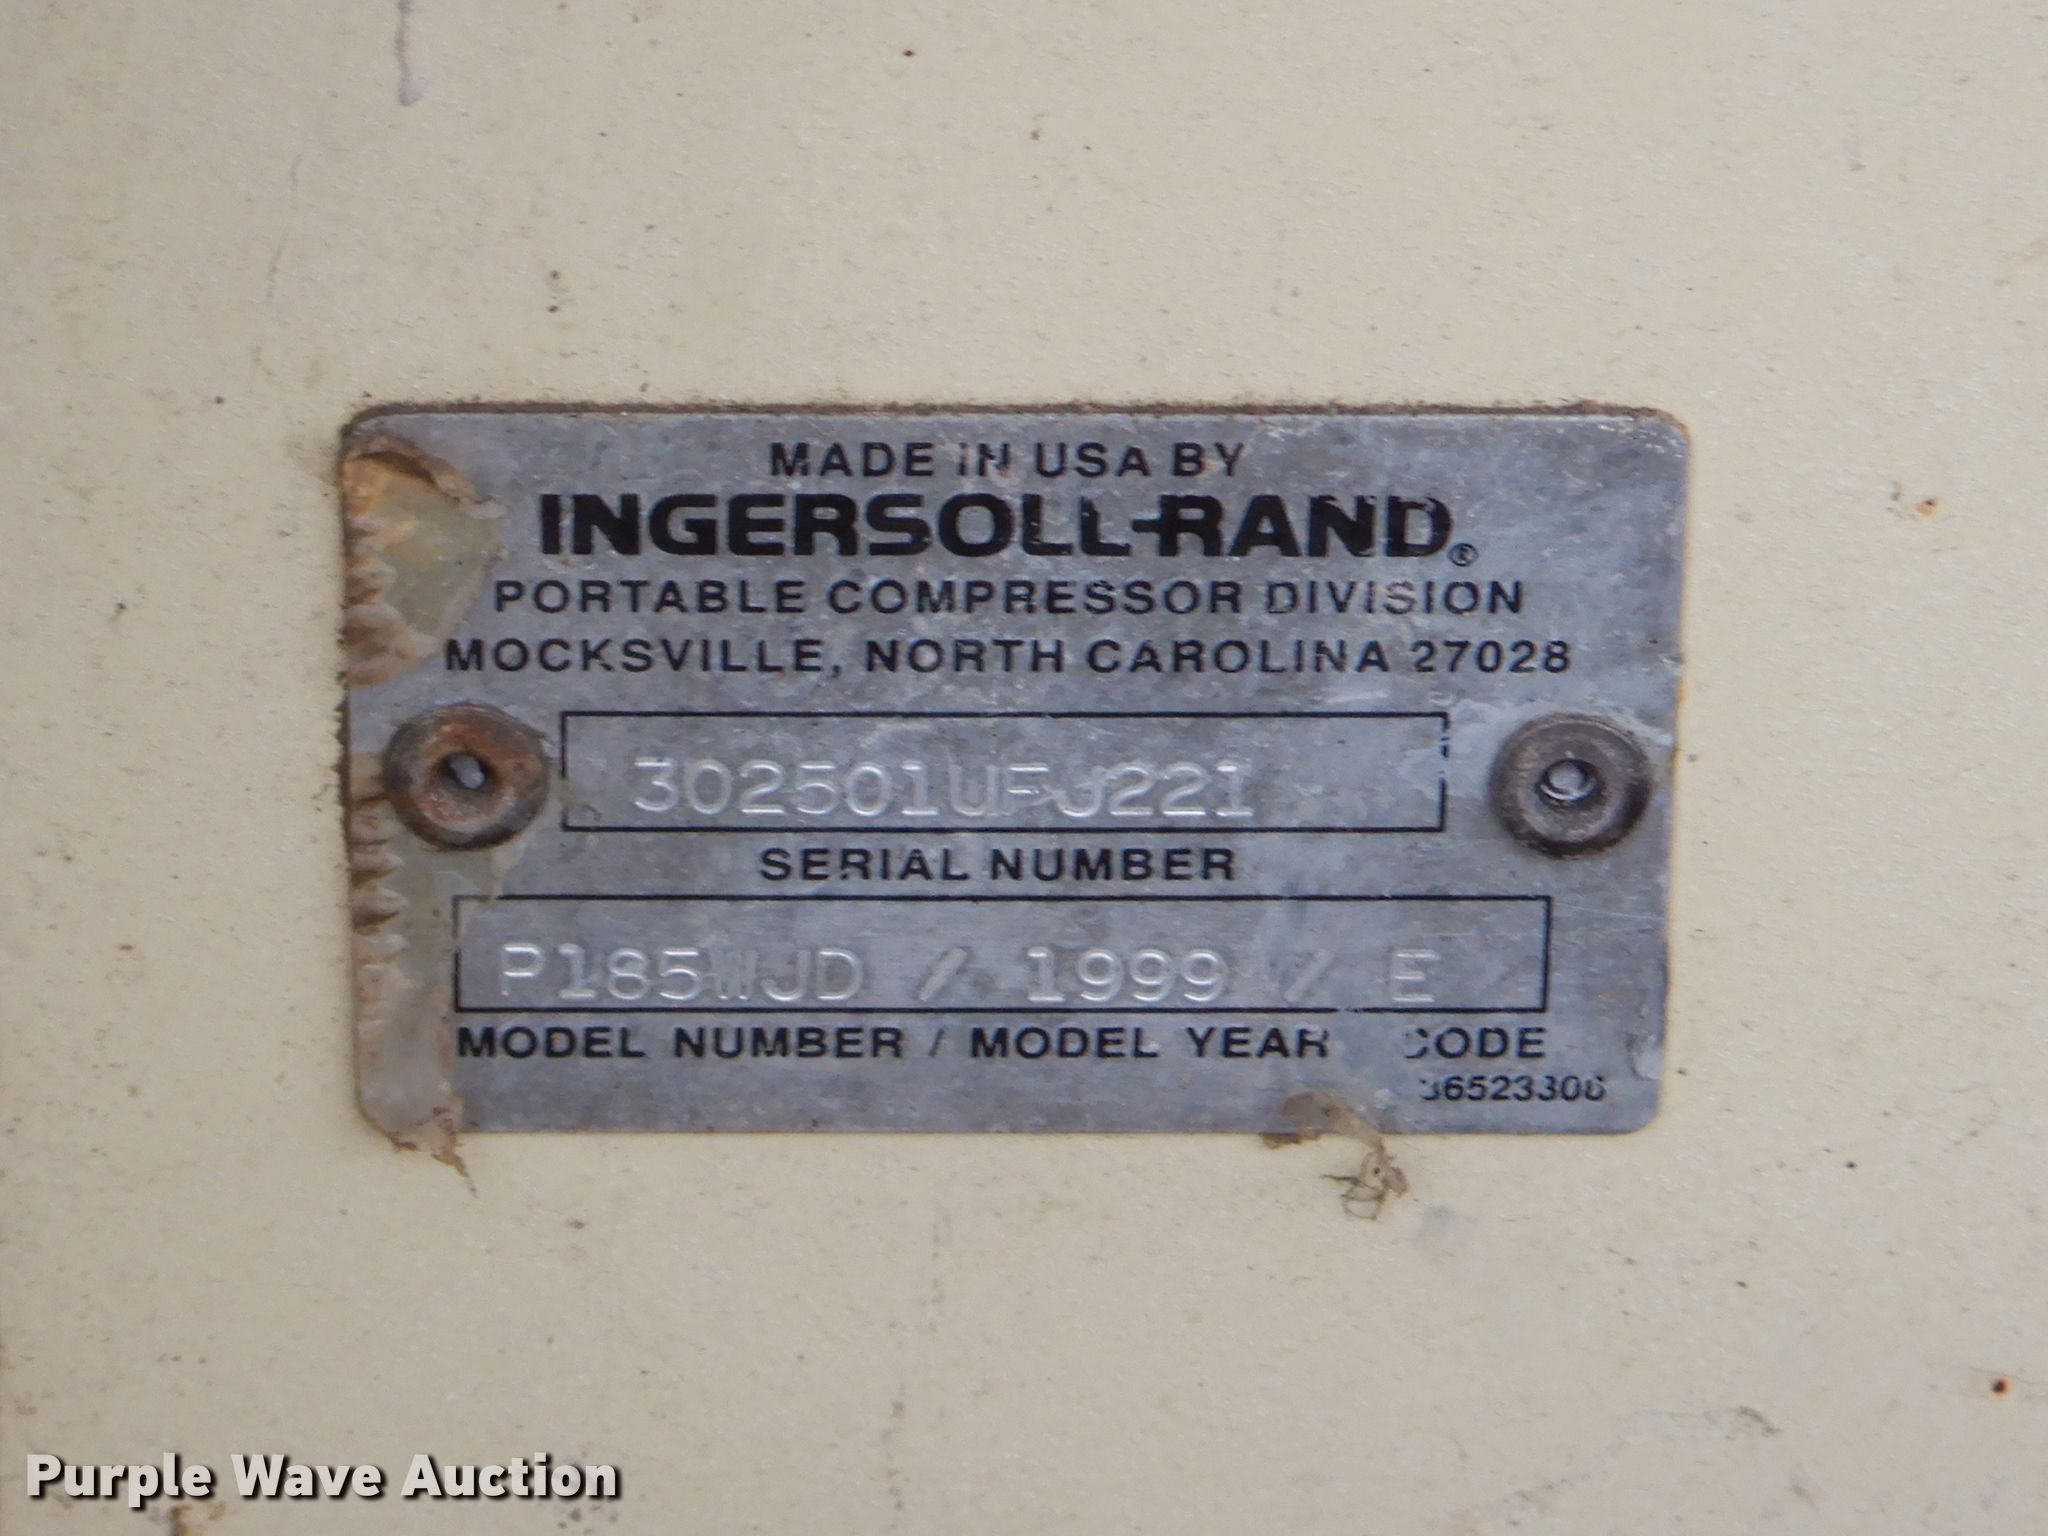 MADE IN USA BY
INGERSOLL-RAND®
PORTABLE COMPRESSOR DIVISION
MOCKSVILLE, NORTH CAROLINA 27028
302501UFJ221
SERIAL NUMBER
P185WJD / 1999 / E
MODEL NUMBER / MODEL YEAR CODE
Purple Wave Auction